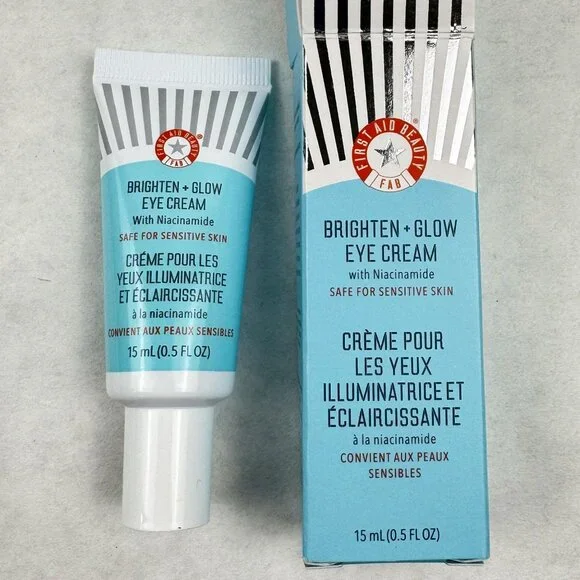 FIRST AID BEAUTY
FAB
BRIGHTEN + GLOW
EYE CREAM
With Niacinamide
SAFE FOR SENSITIVE SKIN
CRÉME POUR LES
YEUX ILLUMINATRICE
ET ÉCLAIRCISSANTE
à la niacinamide
CONVIENT AUX PEAUX SENSIBLES
15 mL (0.5 FL OZ)
FIRST AID BEAUTY
FAB
BRIGHTEN + GLOW
EYE CREAM
with Niacinamide
SAFE FOR SENSITIVE SKIN
CRÈME POUR
LES YEUX
ILLUMINATRICE ET
ÉCLAIRCISSANTE
à la niacinamide
CONVIENT AUX PEAUX
SENSIBLES
15 mL (0.5 FL OZ)